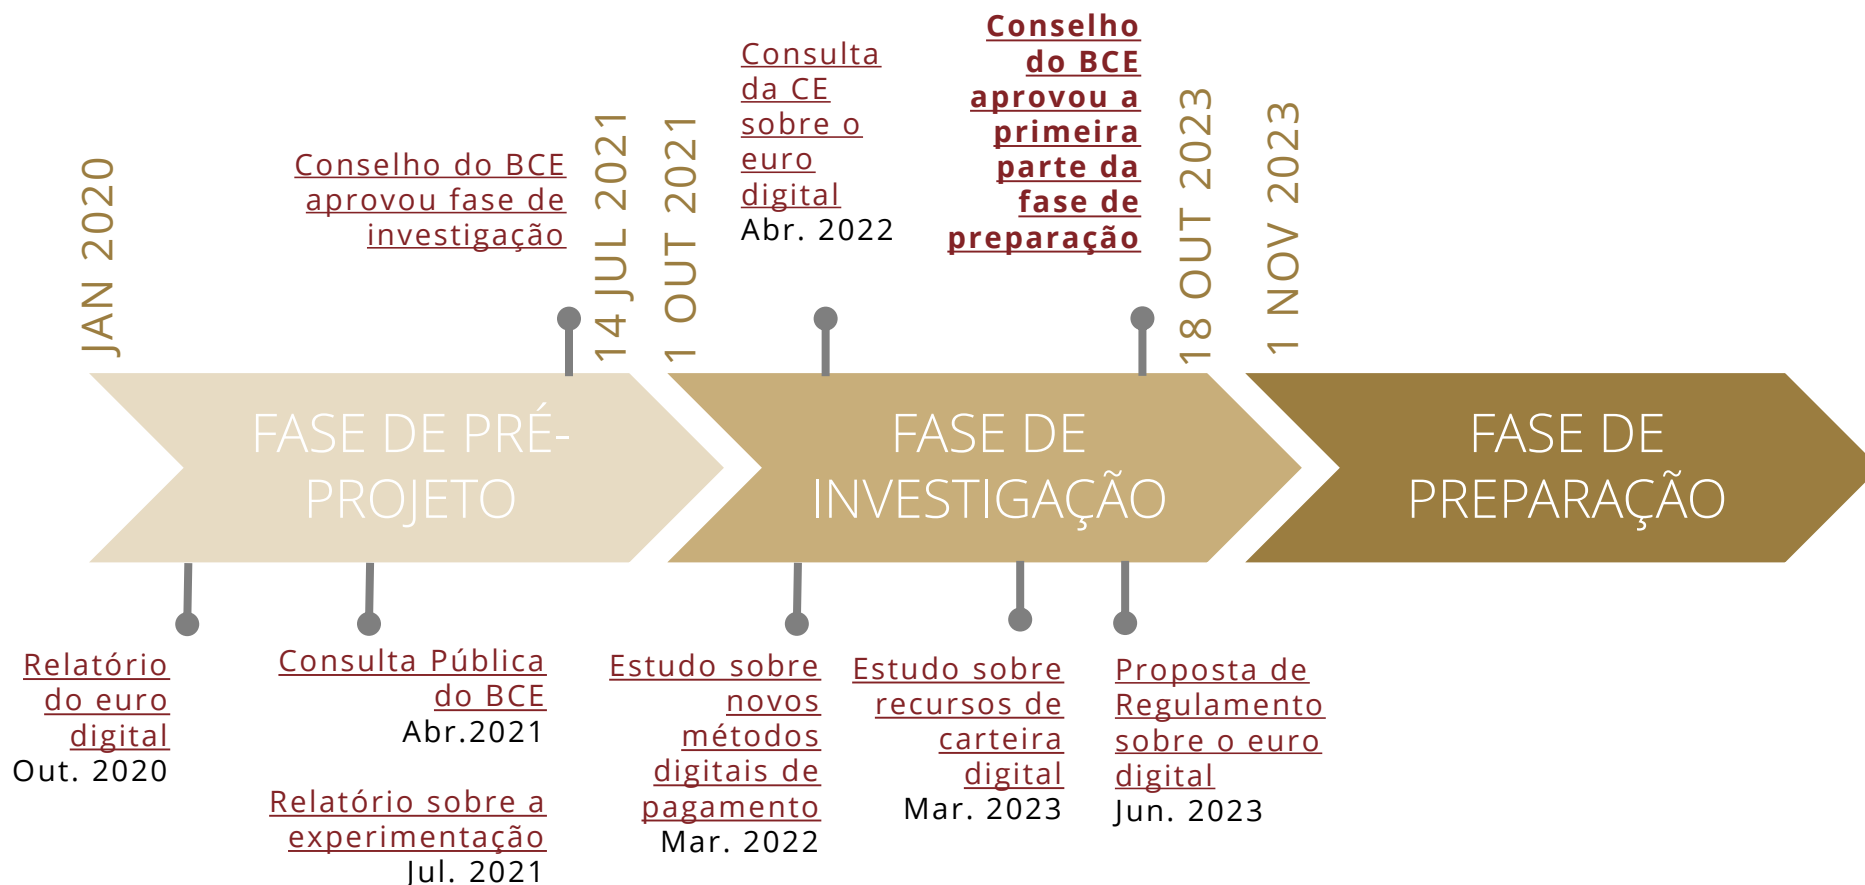 JAN 2020
Conselho do BCE
aprovou fase de
investigação
14 JUL 2021
1 OUT 2021
Consulta
da CE
sobre o
euro
digital
Abr. 2022
Conselho
do BCE
aprovou a
primeira
parte da
fase de
preparação
18 OUT 2023
1 NOV 2023
FASE DE PRÉ-
PROJETO
FASE DE
INVESTIGAÇÃO
FASE DE
PREPARAÇÃO
Relatório
do euro
digital
Out. 2020
Consulta Pública
do BCE
Abr.2021
Relatório sobre a
experimentação
Jul. 2021
Estudo sobre
novos
métodos
digitais de
pagamento
Mar. 2022
Estudo sobre
recursos de
carteira
digital
Mar. 2023
Proposta de
Regulamento
sobre o euro
digital
Jun. 2023